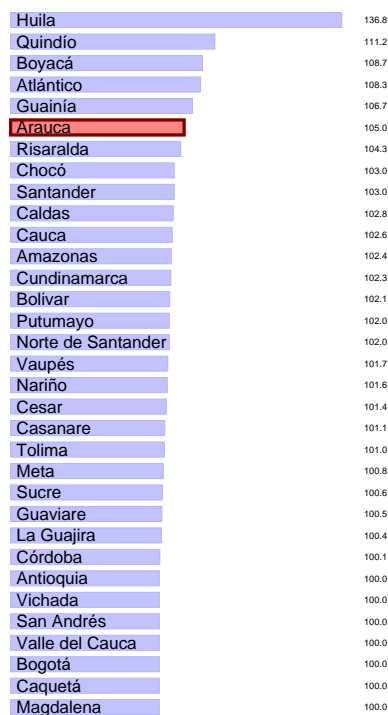 Huila 136.8
Quindío 111.2
Boyacá 108.7
Atlántico 108.3
Guainía 106.7
Arauca 105.0
Risaralda 104.3
Chocó 103.0
Santander 103.0
Caldas 102.8
Cauca 102.6
Amazonas 102.4
Cundinamarca 102.3
Bolivar 102.1
Putumayo 102.0
Norte de Santander 102.0
Vaupés 101.7
Nariño 101.6
Cesar 101.4
Casanare 101.1
Tolima 101.0
Meta 100.8
Sucre 100.6
Guaviare 100.5
La Guajira 100.4
Córdoba 100.1
Antioquia 100.0
Vichada 100.0
San Andrés 100.0
Valle del Cauca 100.0
Bogotá 100.0
Caquetá 100.0
Magdalena 100.0